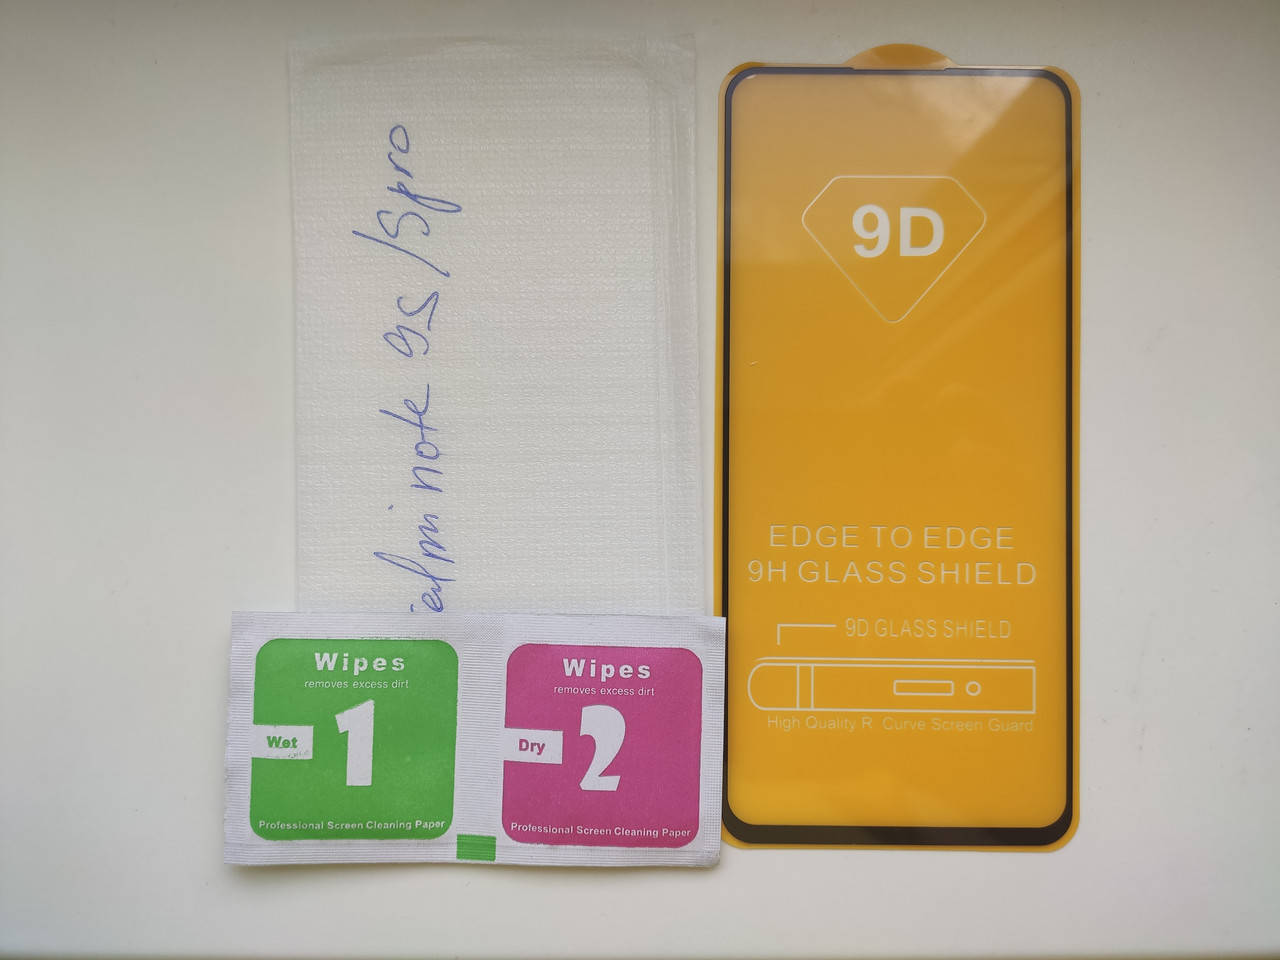 note 9s/9pro
9D
EDGE TO EDGE
9H GLASS SHIELD
9D GLASS SHIELD
High Quality R Curve Screen Guard
Wipes
removes excess dirt
1
Wet
Professional Screen Cleaning Paper
Wipes
removes excess dirt
2
Dry
Professional Screen Cleaning Paper